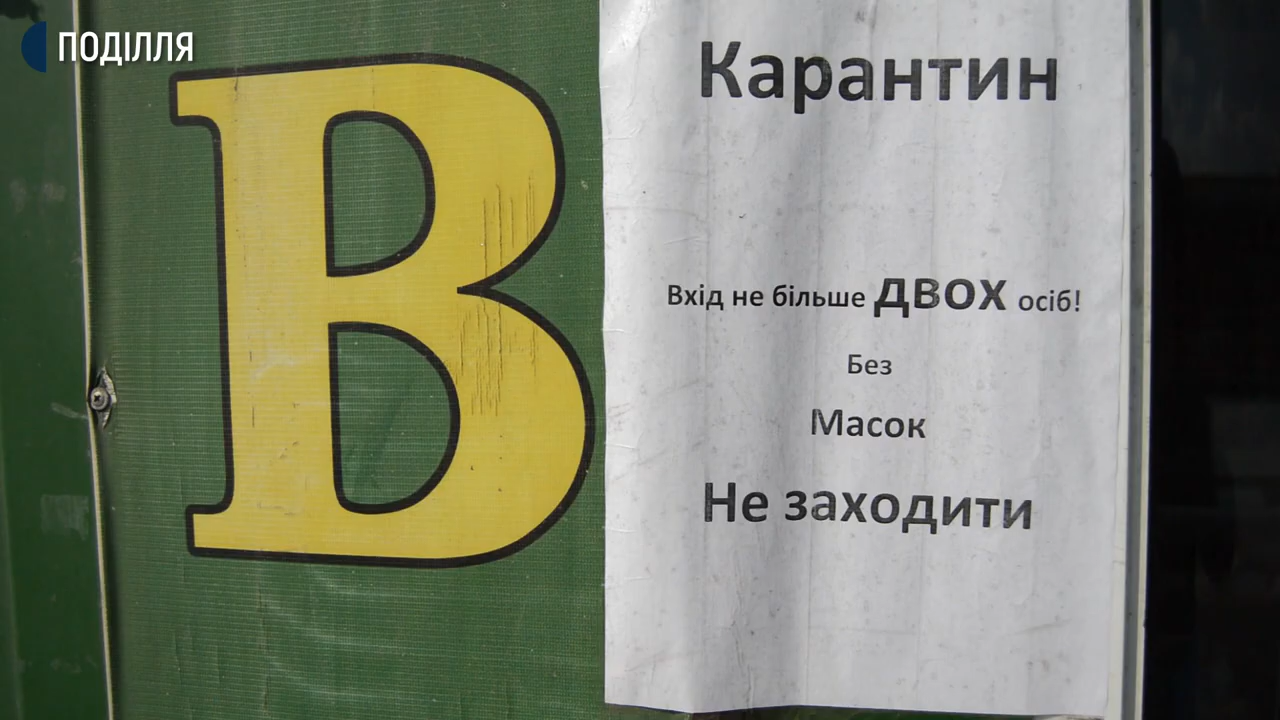 ПОДІЛЛЯ
В
Карантин
Вхід не більше ДВОХ осіб!
Без
Масок
Не заходити